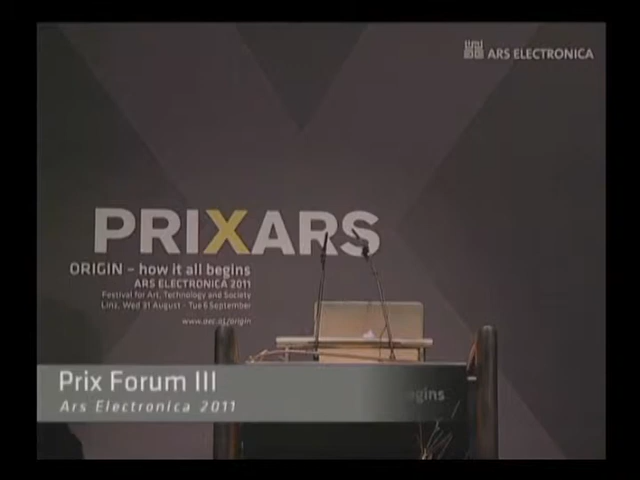 ARS ELECTRONICA
PRIXARS
ORIGIN – how it all begins
ARS ELECTRONICA 2011
Festival for Art, Technology and Society
Linz, Wed 31 August - Tue 6 September
www.aec.at/origin
Prix Forum III
egins
Ars Electronica 2011